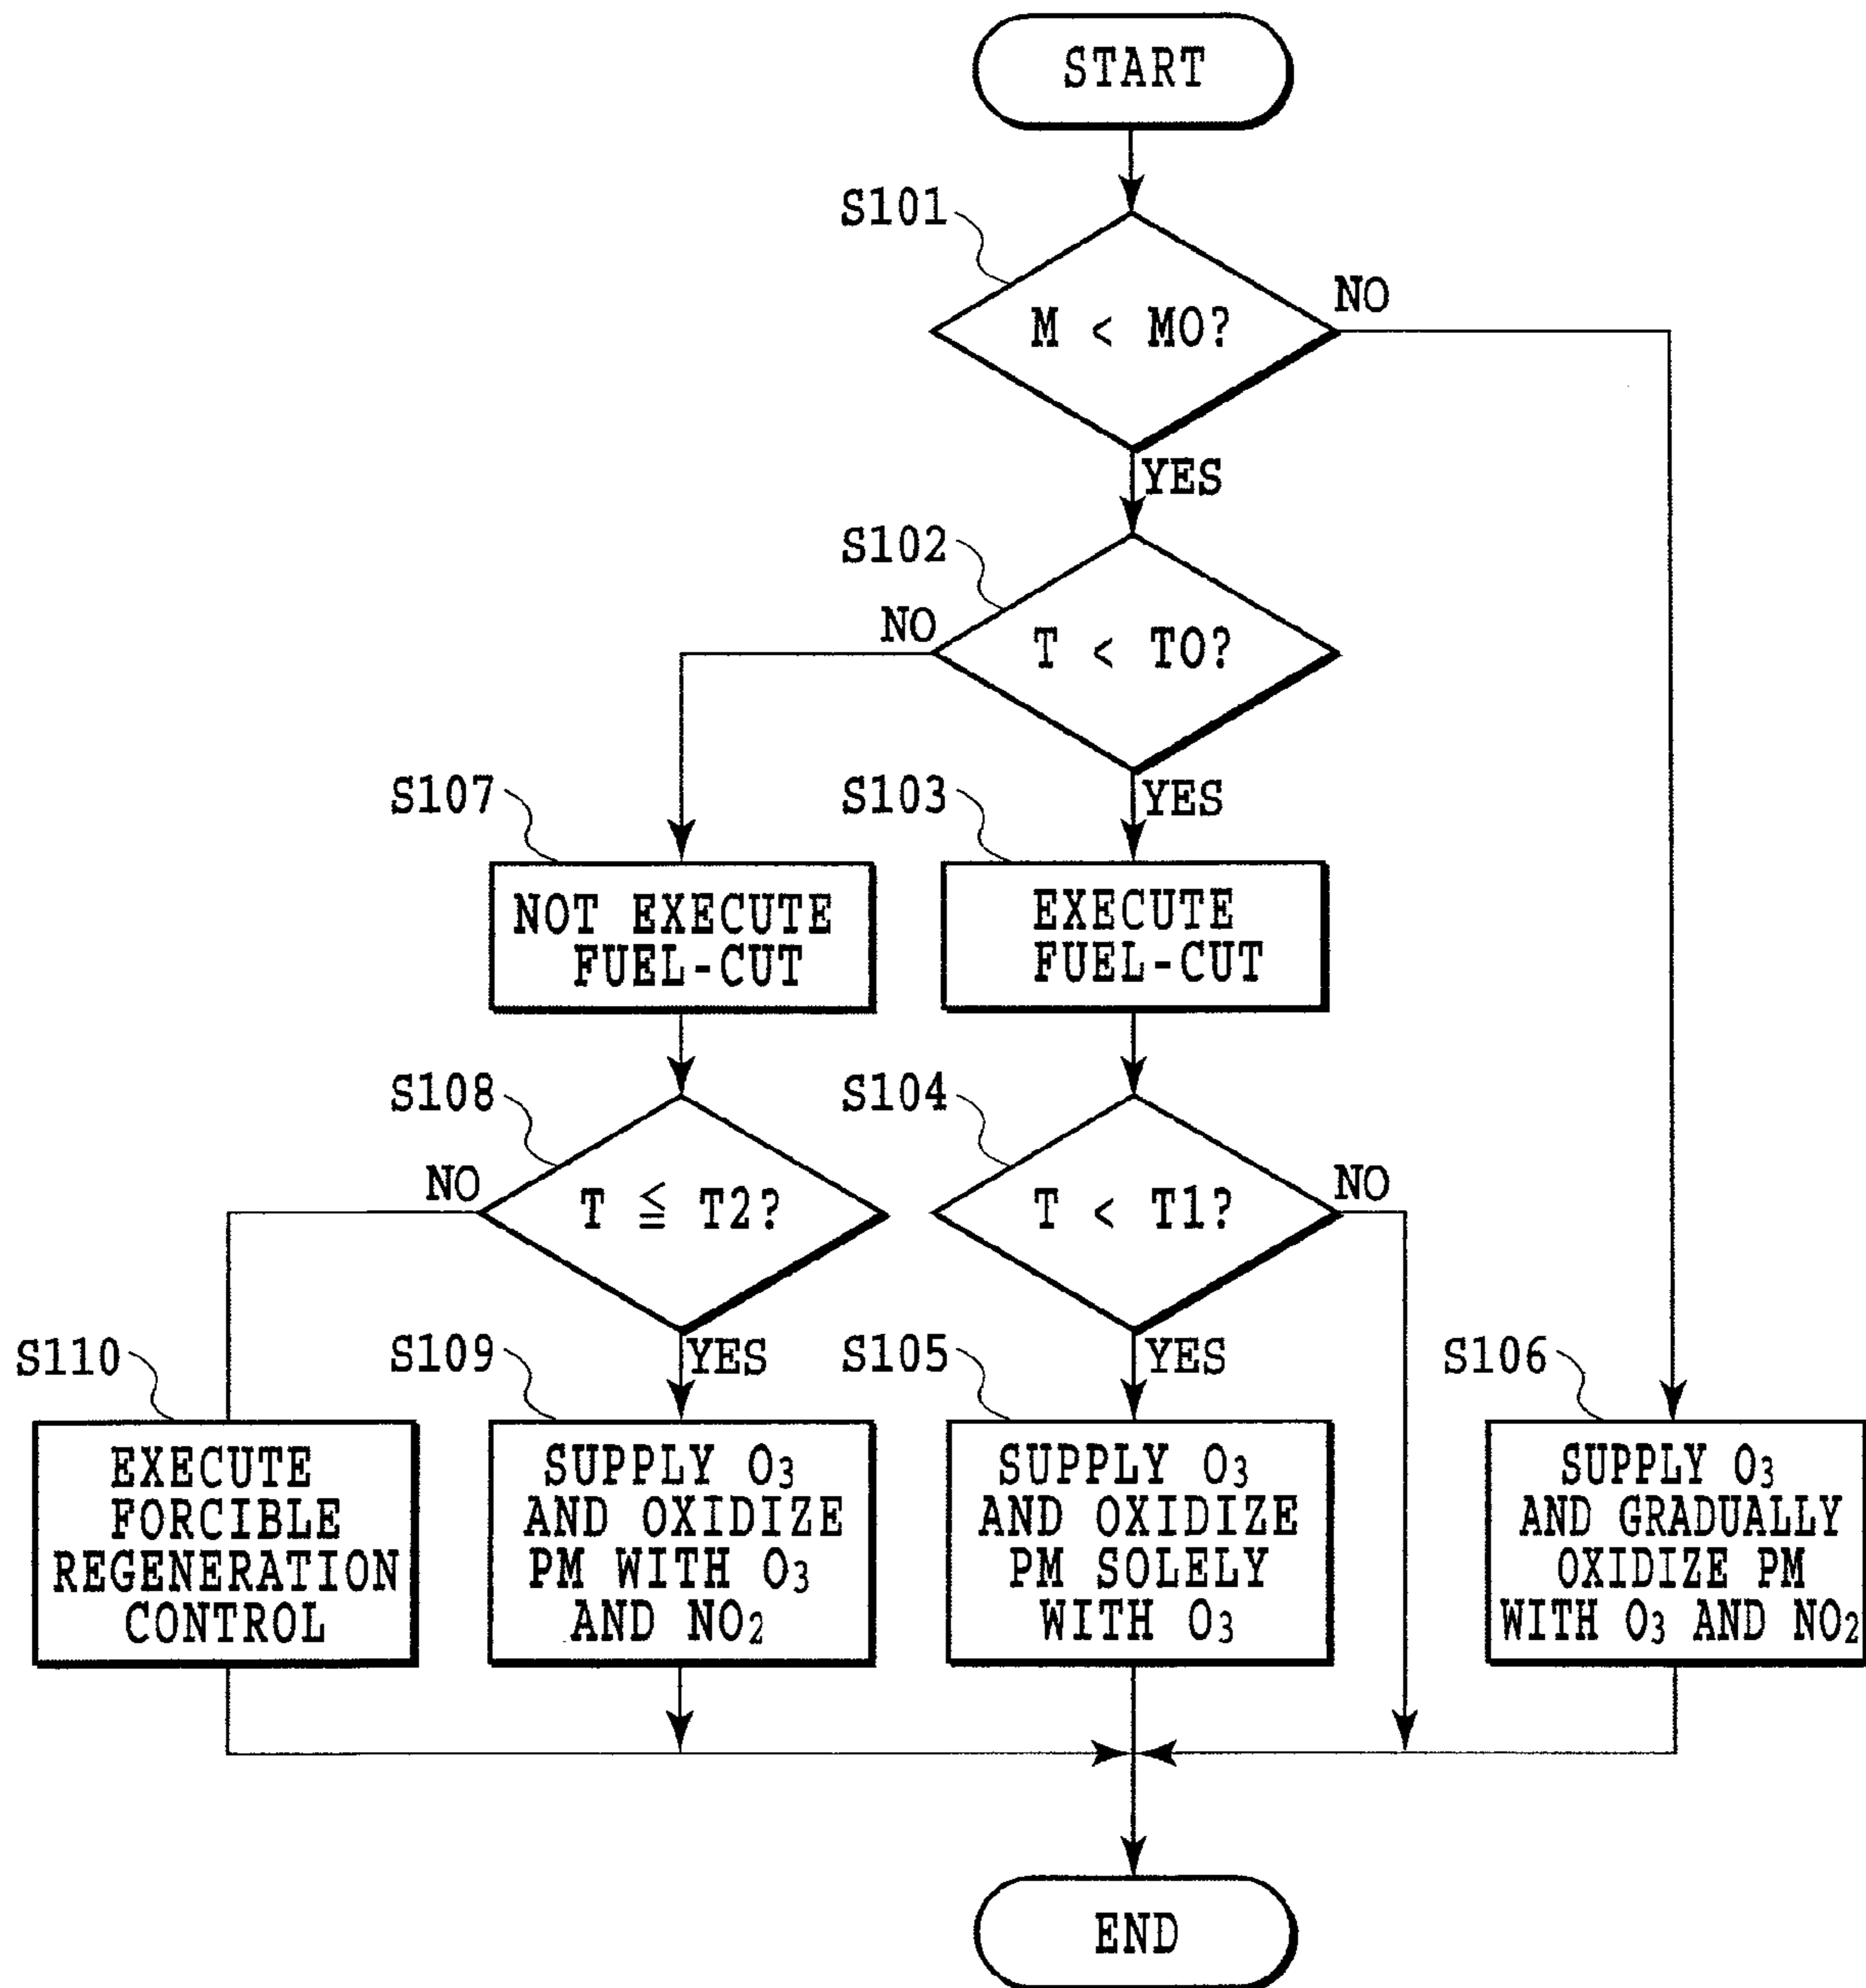 START
S101
M < M0?
NO
YES
S102
T < T0?
NO
YES
S107
NOT EXECUTE
FUEL-CUT
S103
EXECUTE
FUEL-CUT
S108
T ≦ T2?
NO
YES
S104
T < T1?
NO
YES
S110
EXECUTE
FORCIBLE
REGENERATION
CONTROL
S109
SUPPLY O₃
AND OXIDIZE
PM WITH O₃
AND NO₂
S105
SUPPLY O₃
AND OXIDIZE
PM SOLELY
WITH O₃
S106
SUPPLY O₃
AND GRADUALLY
OXIDIZE PM
WITH O₃ AND NO₂
END